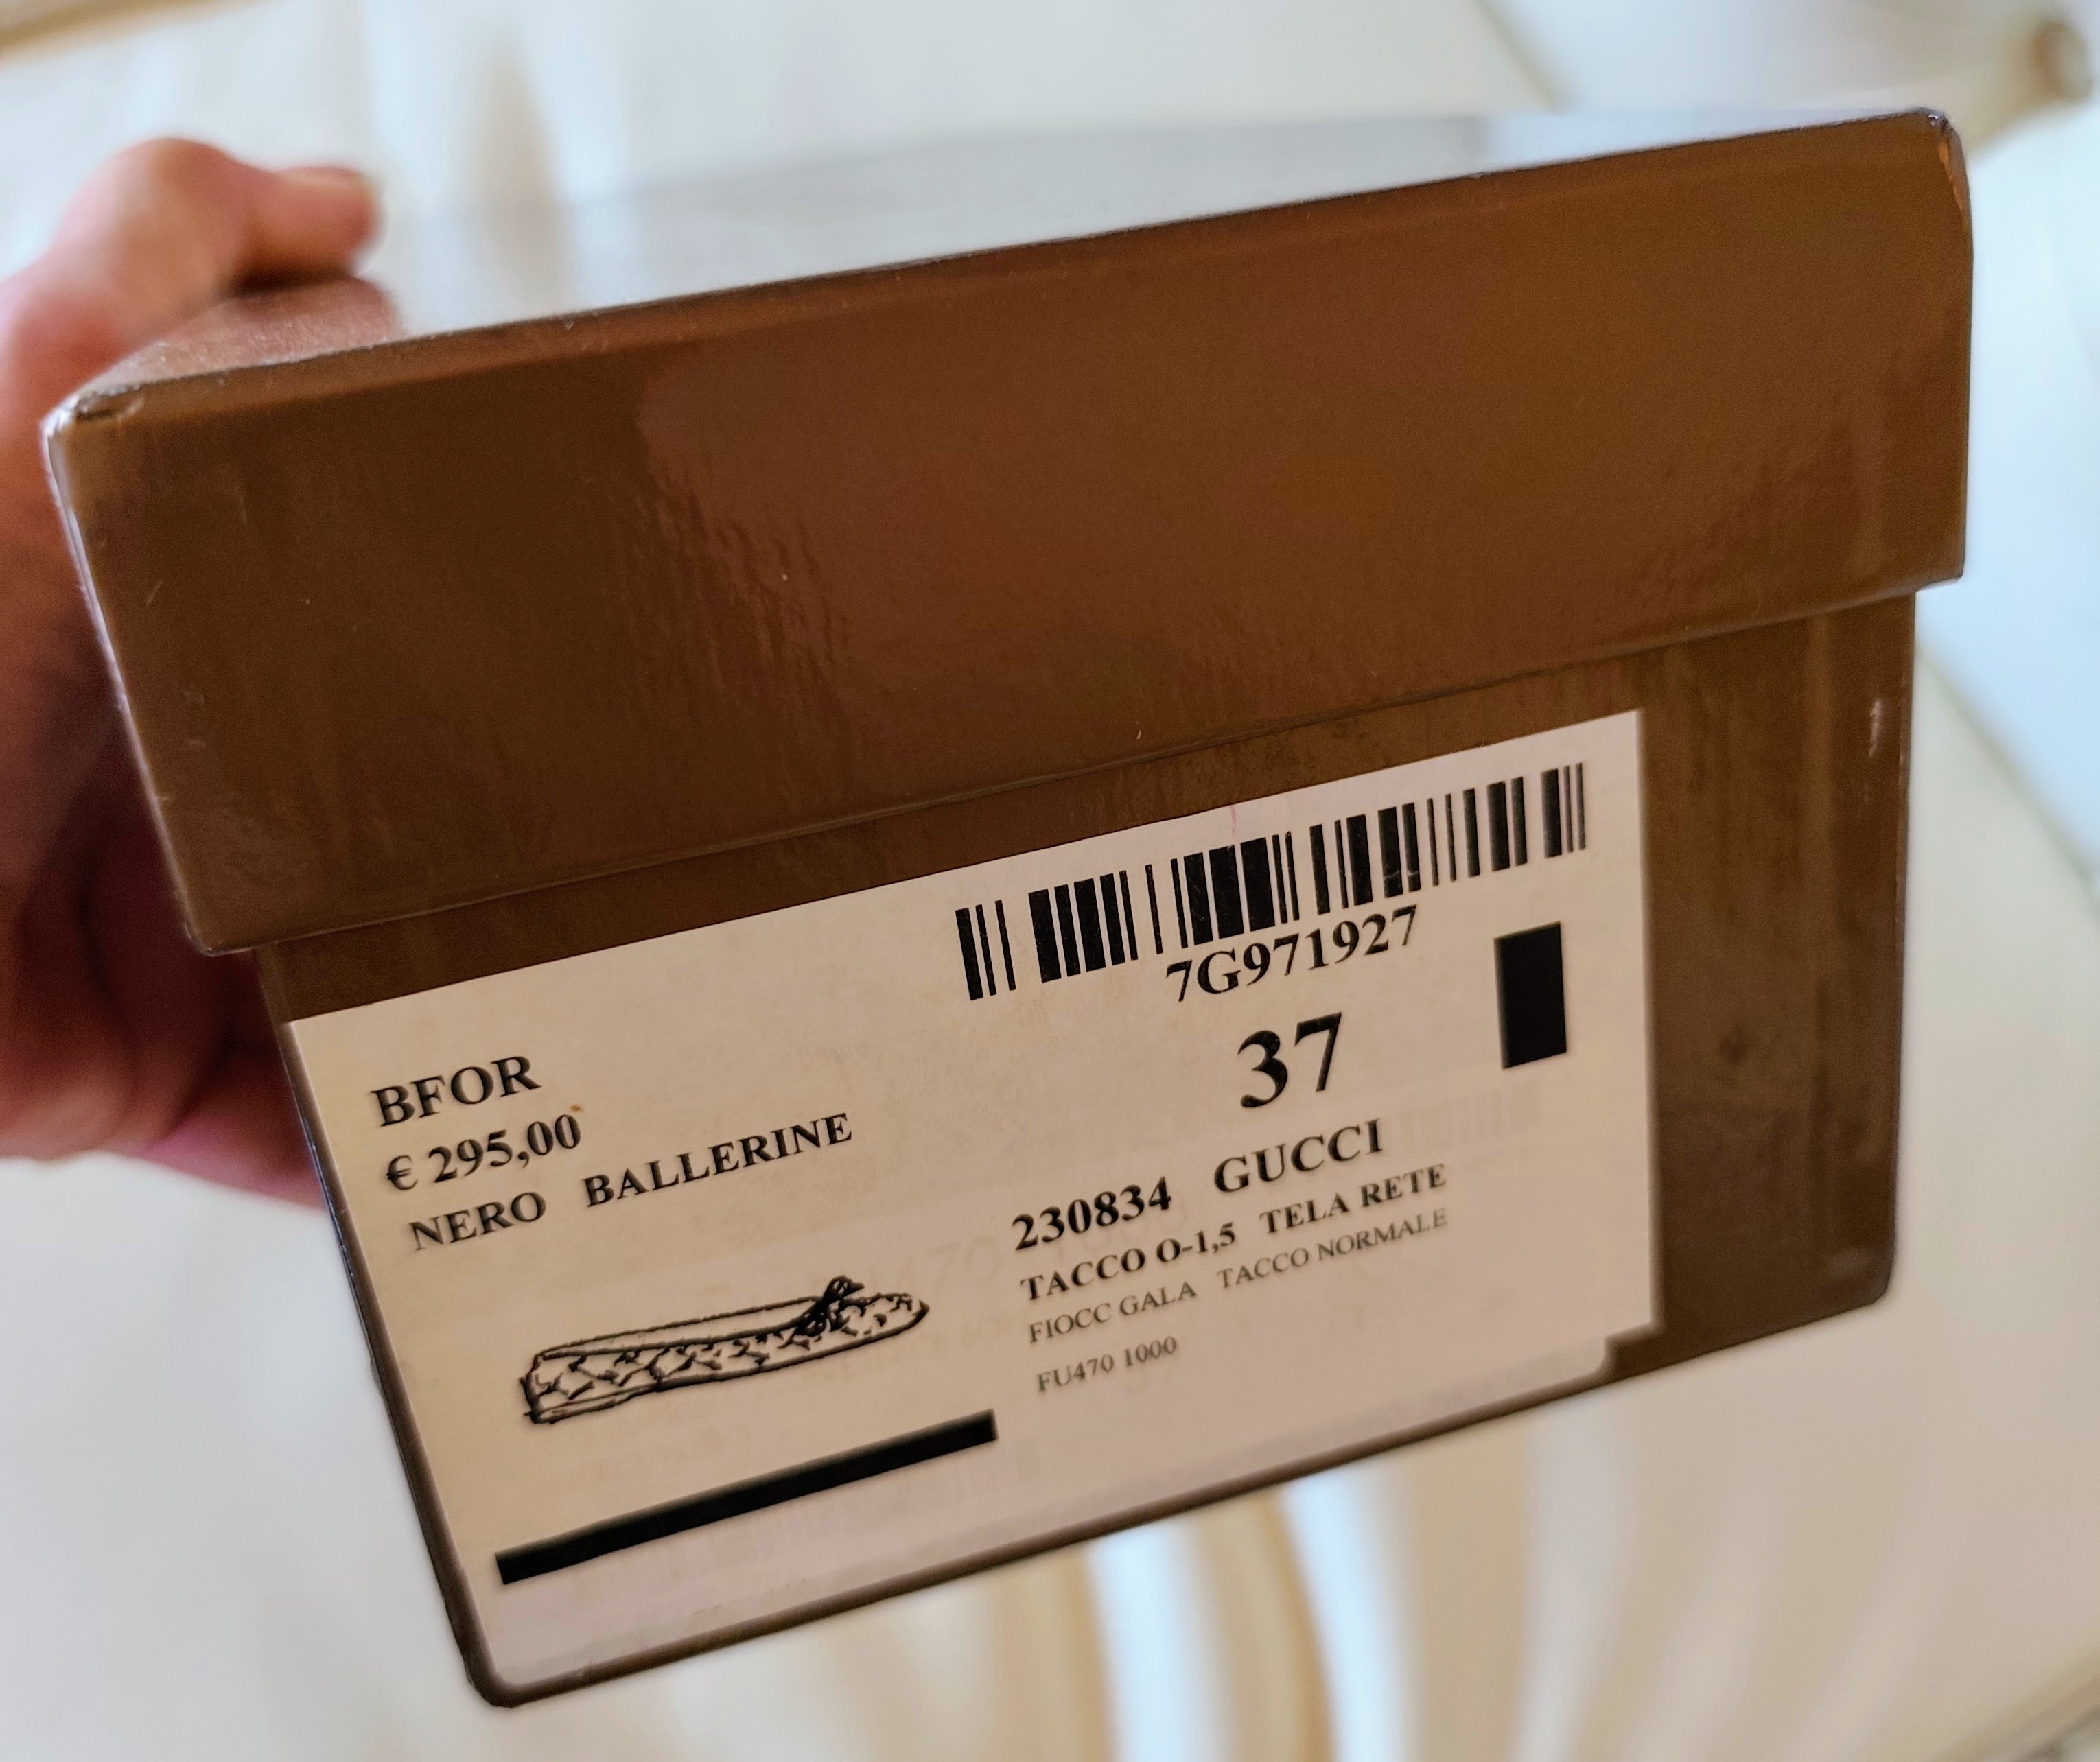 7G971927
37
BFOR
€ 295,00
NERO BALLERINE
230834 GUCCI
TACCO O-1,5 TELA RETE
FIOCC GALA TACCO NORMALE
FU470 1000